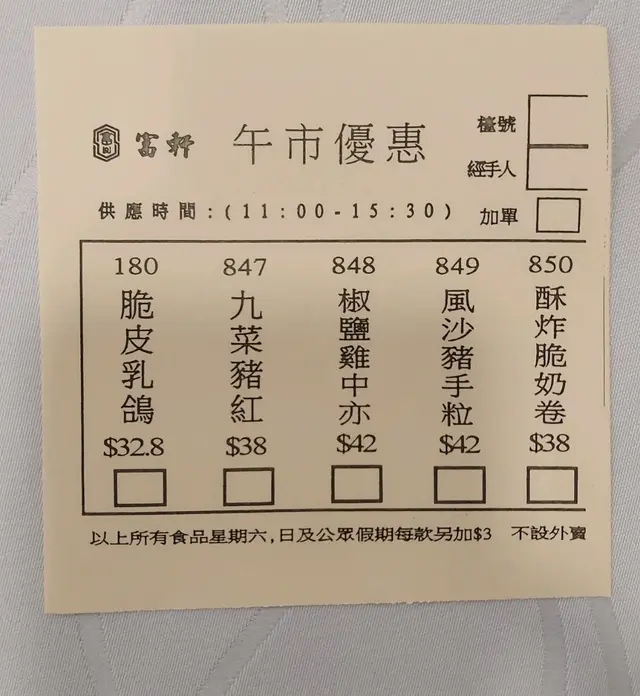 富軒 午市優惠
檯號
經手人
供應時間:(11:00-15:30) 加單
180 847 848 849 850
脆皮乳鴿 九菜豬紅 椒鹽雞中亦 風沙豬手粒 酥炸脆奶卷
$32.8 $38 $42 $42 $38
以上所有食品星期六,日及公眾假期每款另加$3 不設外賣